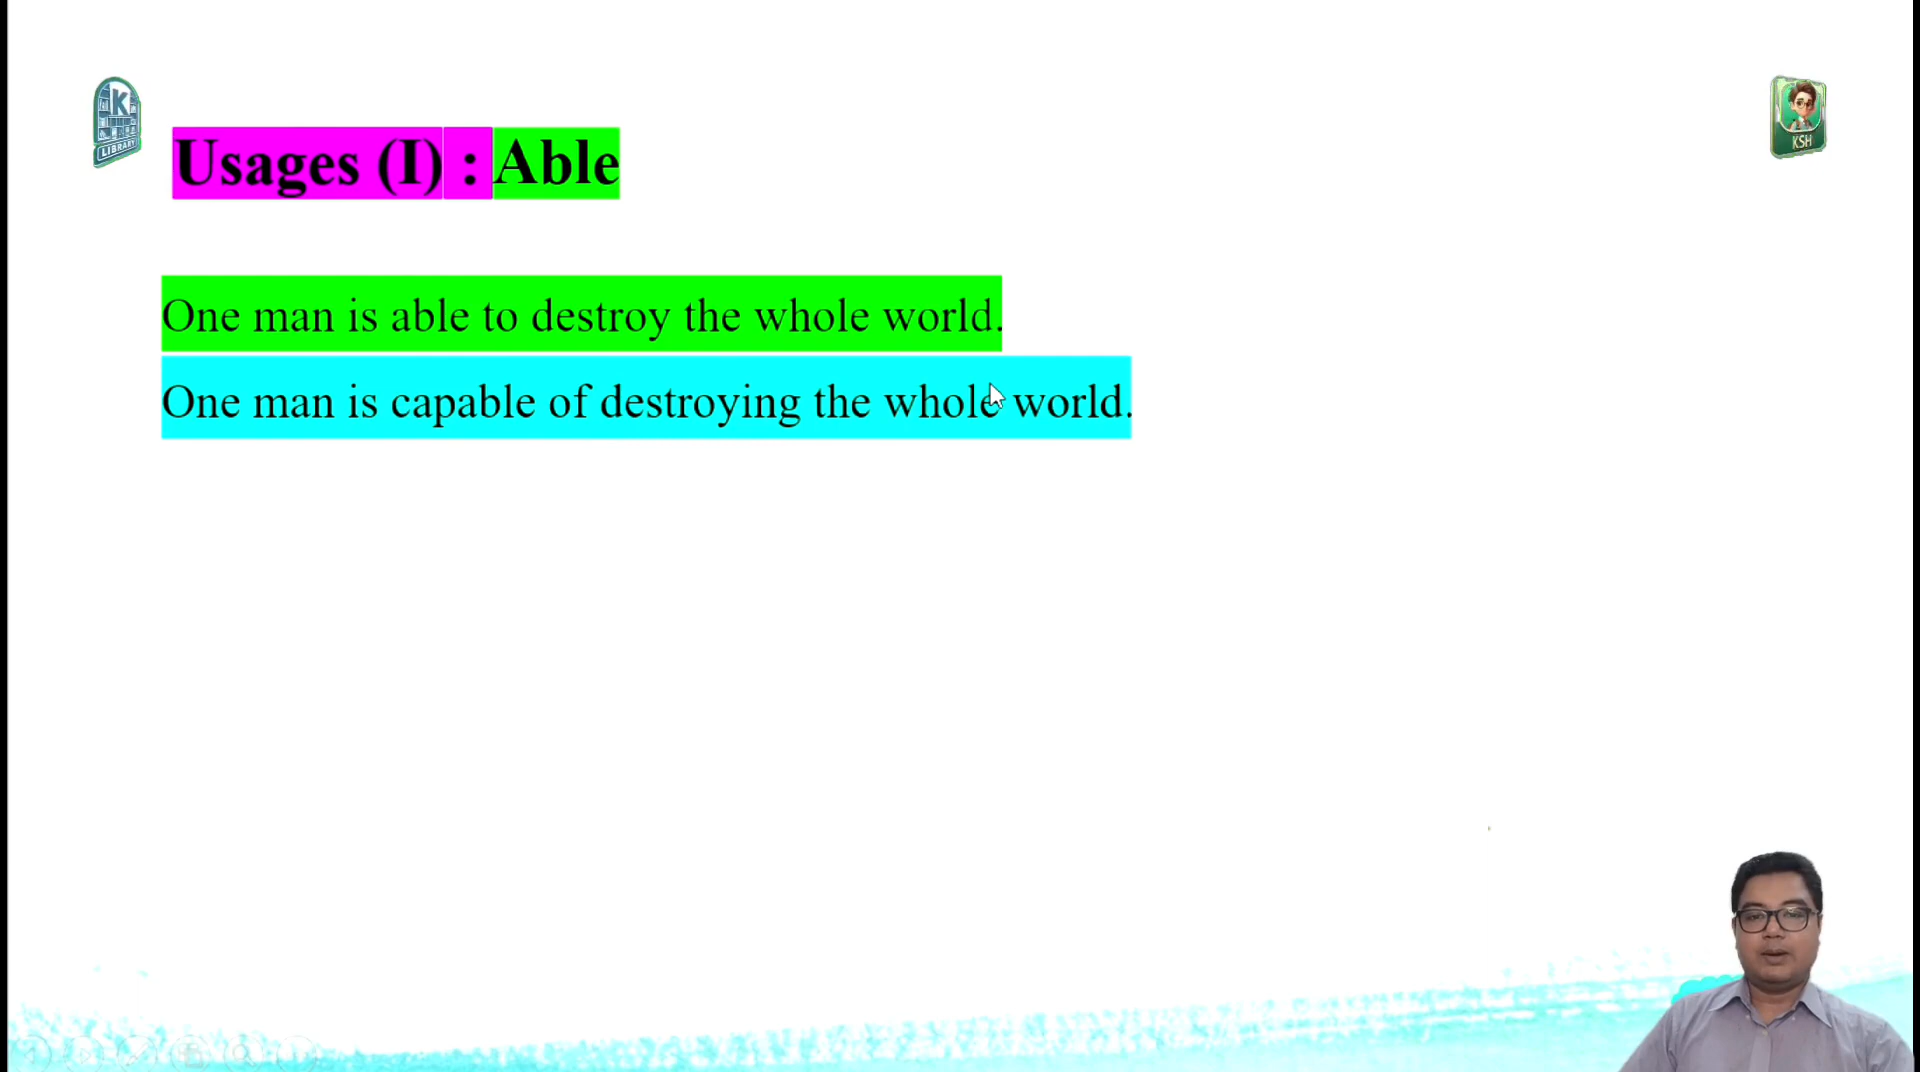 K
LIBRARY
KSH
Usages (I) : Able
One man is able to destroy the whole world.
One man is capable of destroying the whole world.